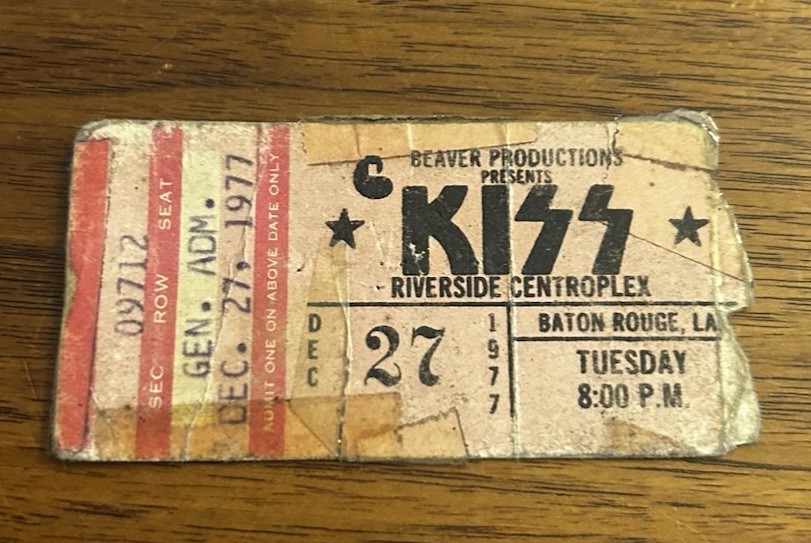 09712
SEC ROW SEAT
GEN. ADM.
DEC. 27, 1977
ADMIT ONE ON ABOVE DATE ONLY
C
BEAVER PRODUCTIONS
PRESENTS
★ KISS ★
RIVERSIDE CENTROPLEX
DEC
27
1977
BATON ROUGE, LA
TUESDAY
8:00 P.M.